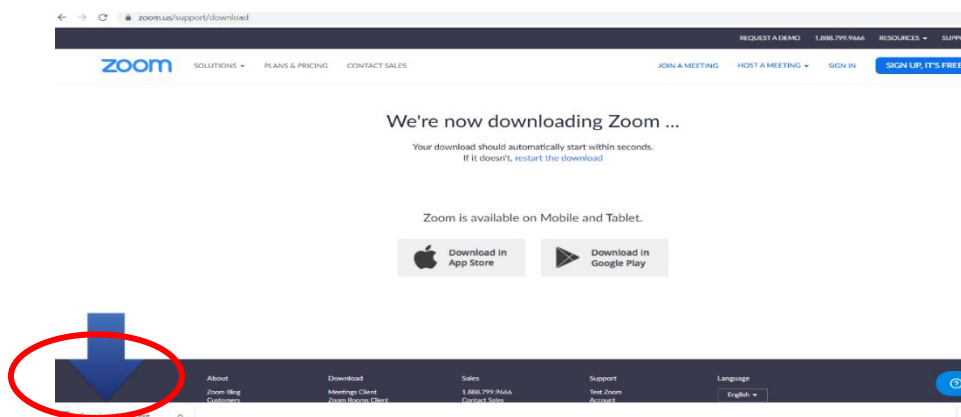 zoom.us/support/download
REQUEST A DEMO 1.888.799.9666 RESOURCES SUPP
zoom SOLUTIONS PLANS & PRICING CONTACT SALES JOIN A MEETING HOST A MEETING SIGN IN SIGN UP, IT'S FREE
We're now downloading Zoom ...
Your download should automatically start within seconds.
If it doesn't, restart the download
Zoom is available on Mobile and Tablet.
Download in
App Store
Download in
Google Play
About Download Sales Support Language
Zoom Blog Meetings Client 1.888.799.9666 Test Zoom English
Customers Zoom Rooms Client Contact Sales Account